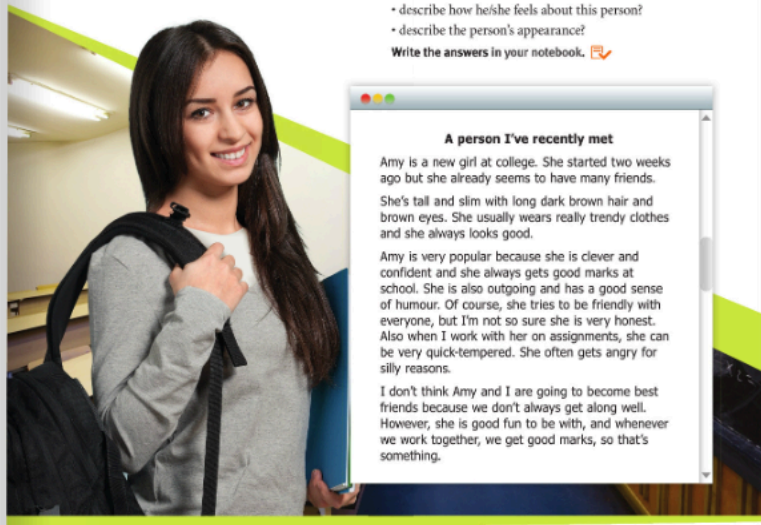 • describe how he/she feels about this person?
• describe the person's appearance?
Write the answers in your notebook.
A person I've recently met
Amy is a new girl at college. She started two weeks
ago but she already seems to have many friends.
She's tall and slim with long dark brown hair and
brown eyes. She usually wears really trendy clothes
and she always looks good.
Amy is very popular because she is clever and
confident and she always gets good marks at
school. She is also outgoing and has a good sense
of humour. Of course, she tries to be friendly with
everyone, but I'm not so sure she is very honest.
Also when I work with her on assignments, she can
be very quick-tempered. She often gets angry for
silly reasons.
I don't think Amy and I are going to become best
friends because we don't always get along well.
However, she is good fun to be with, and whenever
we work together, we get good marks, so that's
something.